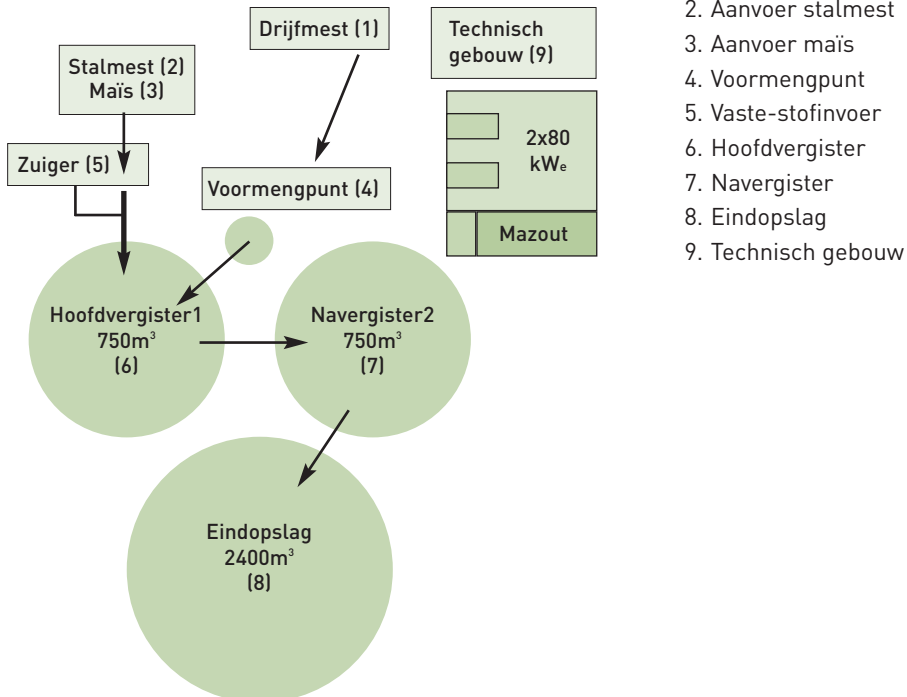 Drijfmest (1)
Technisch
gebouw (9)
Stalmest (2)
Maïs (3)
2x80
kWe
Zuiger (5)
Voormengpunt (4)
Mazout
Hoofdvergister1
750m³
(6)
Navergister2
750m³
(7)
Eindopslag
2400m³
(8)
2. Aanvoer stalmest
3. Aanvoer maïs
4. Voormengpunt
5. Vaste-stofinvoer
6. Hoofdvergister
7. Navergister
8. Eindopslag
9. Technisch gebouw